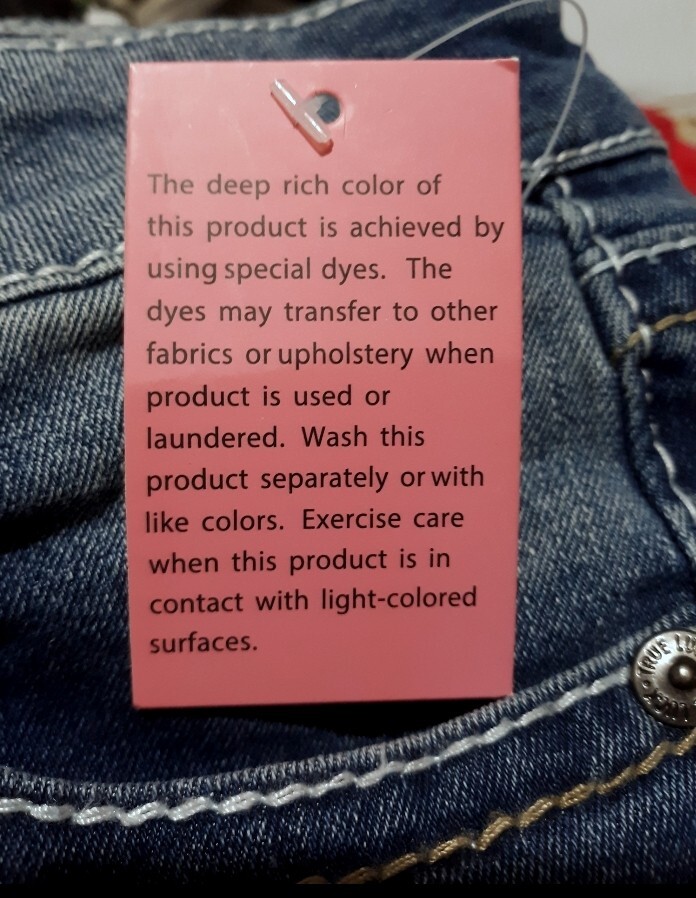 The deep rich color of
this product is achieved by
using special dyes. The
dyes may transfer to other
fabrics or upholstery when
product is used or
laundered. Wash this
product separately or with
like colors. Exercise care
when this product is in
contact with light-colored
surfaces.
TRUE